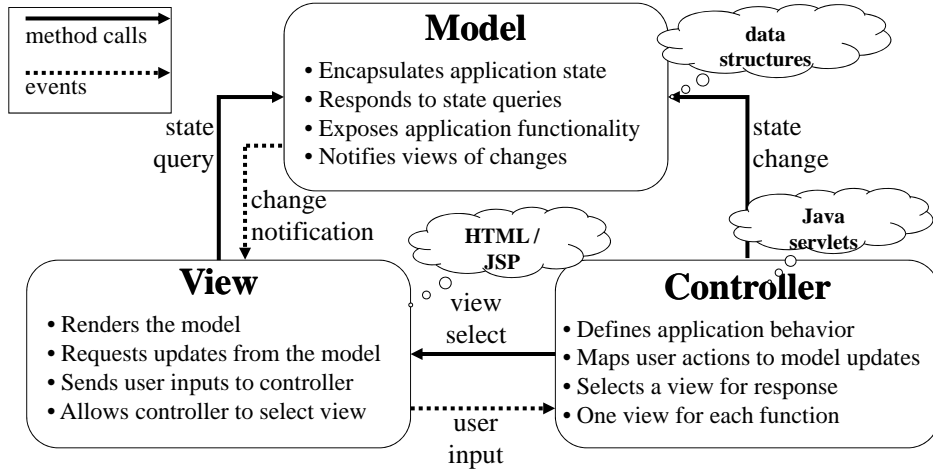 method calls
events
Model
• Encapsulates application state
• Responds to state queries
• Exposes application functionality
• Notifies views of changes
data
structures
state
query
change
notification
state
change
HTML /
JSP
Java
servlets
View
• Renders the model
• Requests updates from the model
• Sends user inputs to controller
• Allows controller to select view
view
select
user
input
Controller
• Defines application behavior
• Maps user actions to model updates
• Selects a view for response
• One view for each function